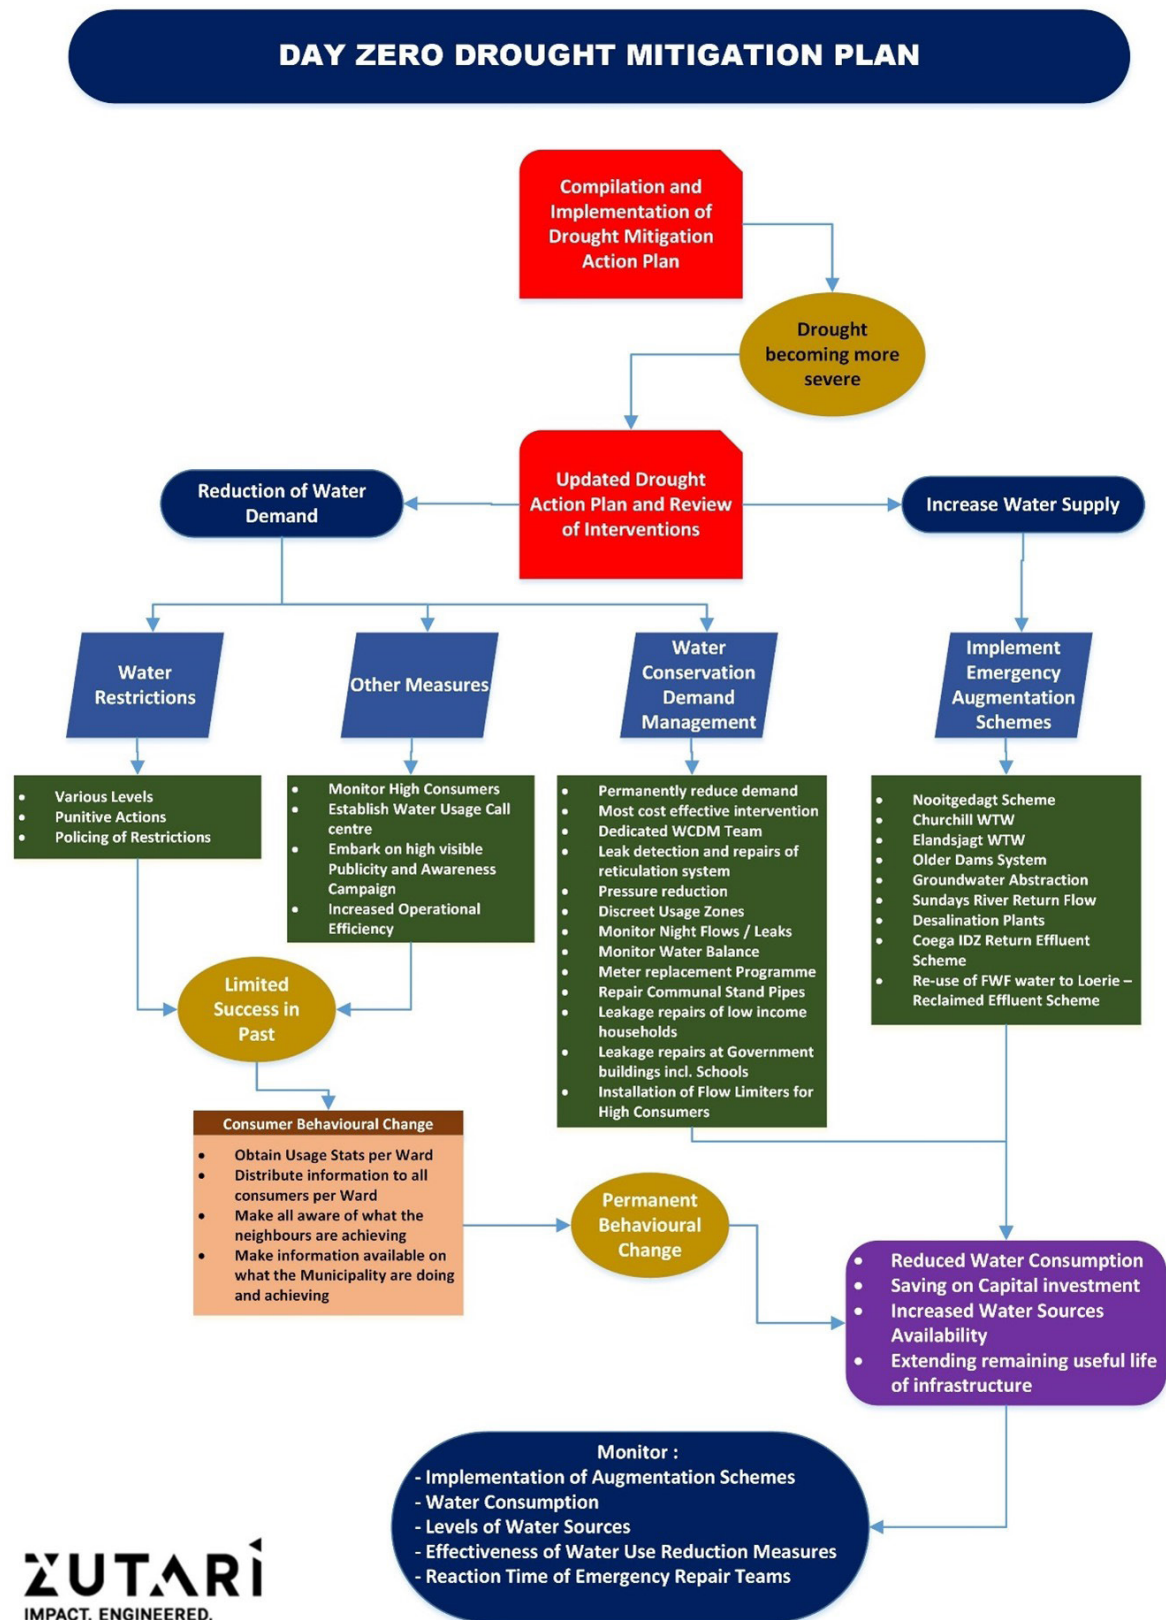 DAY ZERO DROUGHT MITIGATION PLAN
Compilation and
Implementation of
Drought Mitigation
Action Plan
Drought
becoming more
severe
Updated Drought
Action Plan and Review
of Interventions
Reduction of Water
Demand
Increase Water Supply
Water
Restrictions
Other Measures
Water
Conservation
Demand
Management
Implement
Emergency
Augmentation
Schemes
• Various Levels
• Punitive Actions
• Policing of Restrictions
• Monitor High Consumers
• Establish Water Usage Call
centre
• Embark on high visible
Publicity and Awareness
Campaign
• Increased Operational
Efficiency
• Permanently reduce demand
• Most cost effective intervention
• Dedicated WCDM Team
• Leak detection and repairs of
reticulation system
• Pressure reduction
• Discreet Usage Zones
• Monitor Night Flows / Leaks
• Monitor Water Balance
• Meter replacement Programme
• Repair Communal Stand Pipes
• Leakage repairs of low income
households
• Leakage repairs at Government
buildings incl. Schools
• Installation of Flow Limiters for
High Consumers
• Nooitgedagt Scheme
• Churchill WTW
• Elandsjagt WTW
• Older Dams System
• Groundwater Abstraction
• Sundays River Return Flow
• Desalination Plants
• Coega IDZ Return Effluent
Scheme
• Re-use of FWF water to Loerie –
Reclaimed Effluent Scheme
Limited
Success in
Past
Consumer Behavioural Change
• Obtain Usage Stats per Ward
• Distribute information to all
consumers per Ward
• Make all aware of what the
neighbours are achieving
• Make information available on
what the Municipality are doing
and achieving
Permanent
Behavioural
Change
• Reduced Water Consumption
• Saving on Capital investment
• Increased Water Sources
Availability
• Extending remaining useful life
of infrastructure
Monitor :
- Implementation of Augmentation Schemes
- Water Consumption
- Levels of Water Sources
- Effectiveness of Water Use Reduction Measures
- Reaction Time of Emergency Repair Teams
ZUTARI
IMPACT. ENGINEERED.